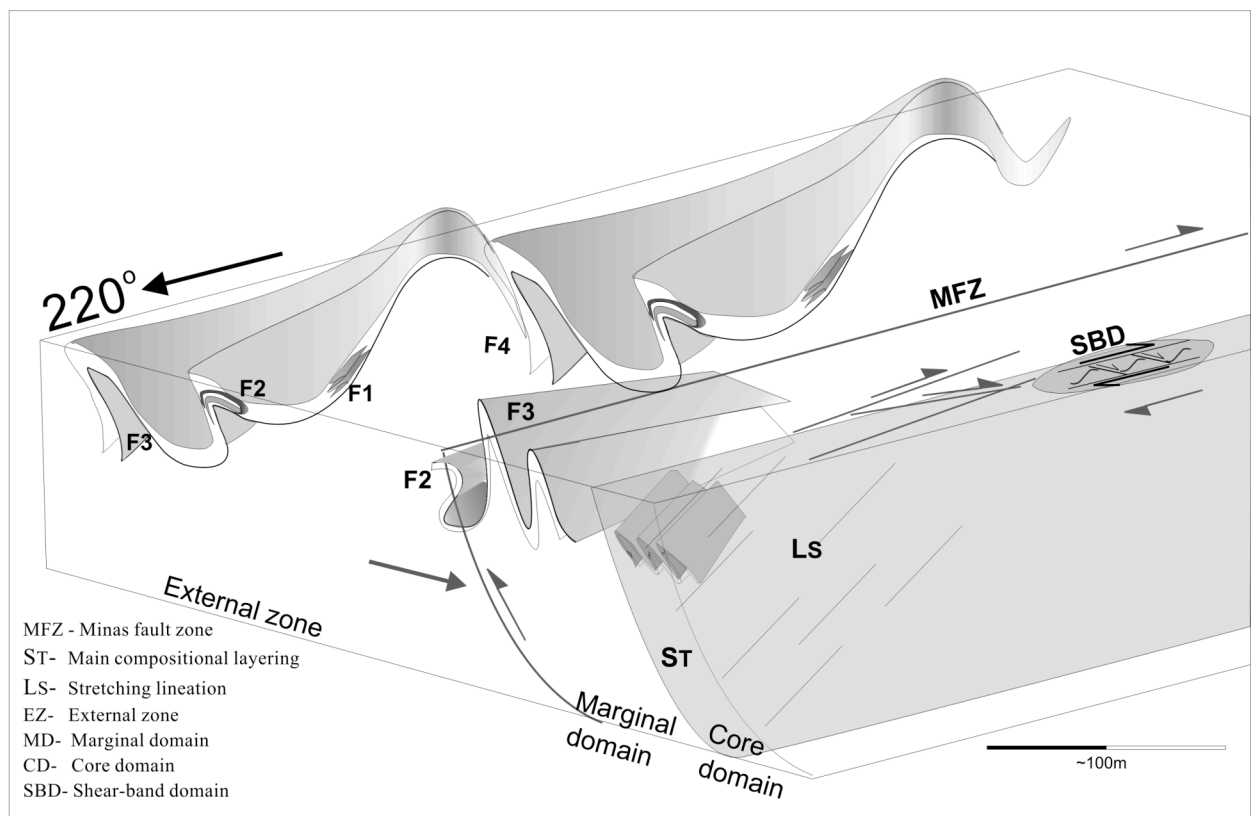 220°
MFZ
SBD
F4
F3
F2
F1
F3
F2
Ls
ST
External zone
Marginal
domain
Core
domain
MFZ - Minas fault zone
ST- Main compositional layering
LS- Stretching lineation
EZ- External zone
MD- Marginal domain
CD- Core domain
SBD- Shear-band domain
~100m